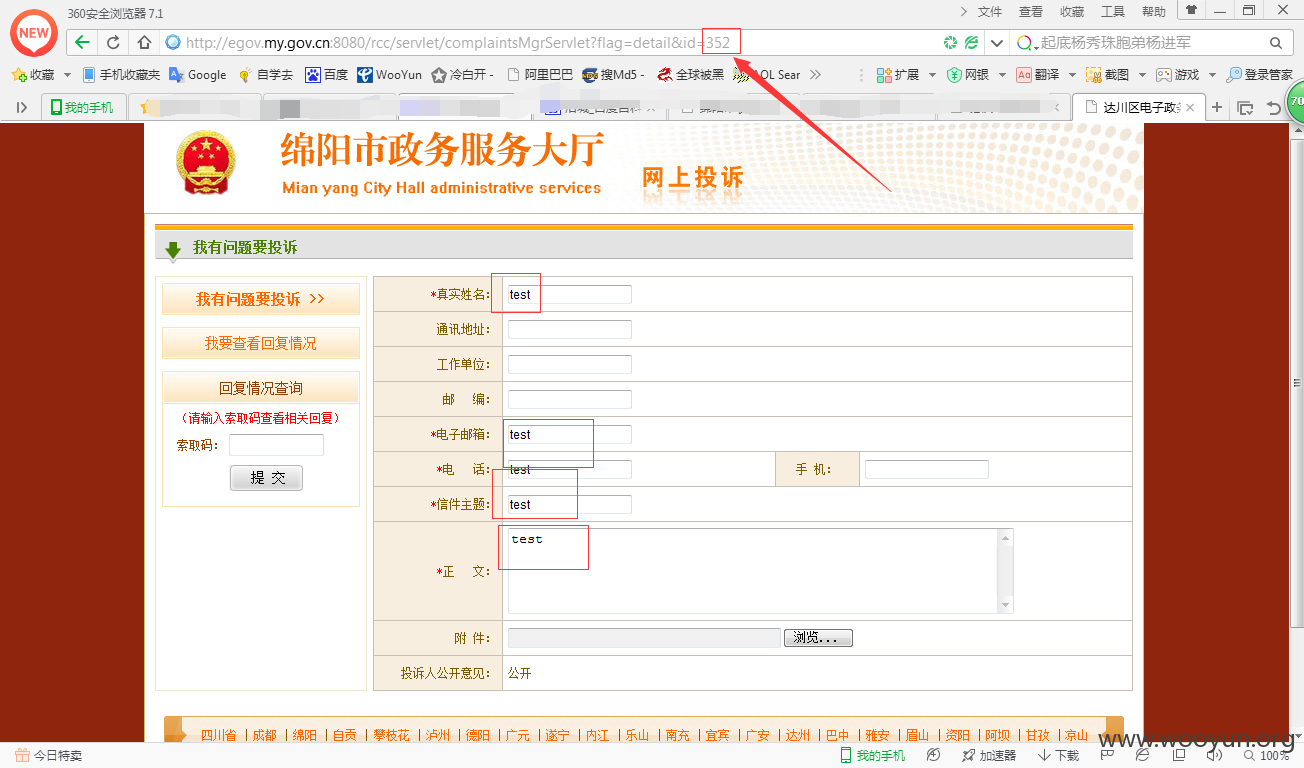 360安全浏览器 7.1
文件 查看 收藏 工具 帮助
NEW
http://egov.my.gov.cn:8080/rcc/servlet/complaintsMgrServlet?flag=detail&id=352
起底杨秀珠胞弟杨进军
收藏 手机收藏夹 Google 自学去 百度 WooYun 冷白开 - 阿里巴巴 搜Md5 - 全球被黑 AOL Sear 扩展 网银 翻译 截图 游戏 登录管家
我的手机
达川区电子政
70
绵阳市政务服务大厅
Mian yang City Hall administrative services
网上投诉
我有问题要投诉
我有问题要投诉 >>
我要查看回复情况
回复情况查询
(请输入索取码查看相关回复)
索取码:
提 交
*真实姓名: test
通讯地址:
工作单位:
邮 编:
*电子邮箱: test
*电 话: test 手 机:
*信件主题: test
*正 文: test
附 件: 浏览...
投诉人公开意见: 公开
四川省 | 成都 | 绵阳 | 自贡 | 攀枝花 | 泸州 | 德阳 | 广元 | 遂宁 | 内江 | 乐山 | 南充 | 宜宾 | 广安 | 达州 | 巴中 | 雅安 | 眉山 | 资阳 | 阿坝 | 甘孜 | 凉山
www.wooyun.org
今日特卖 我的手机 加速器 下载 100%